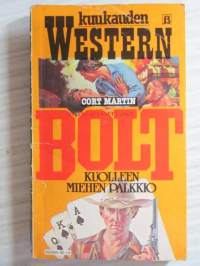 kuukauden
WESTERN
CORT MARTIN
BOLT
KUOLLEEN
MIEHEN PALKKIO